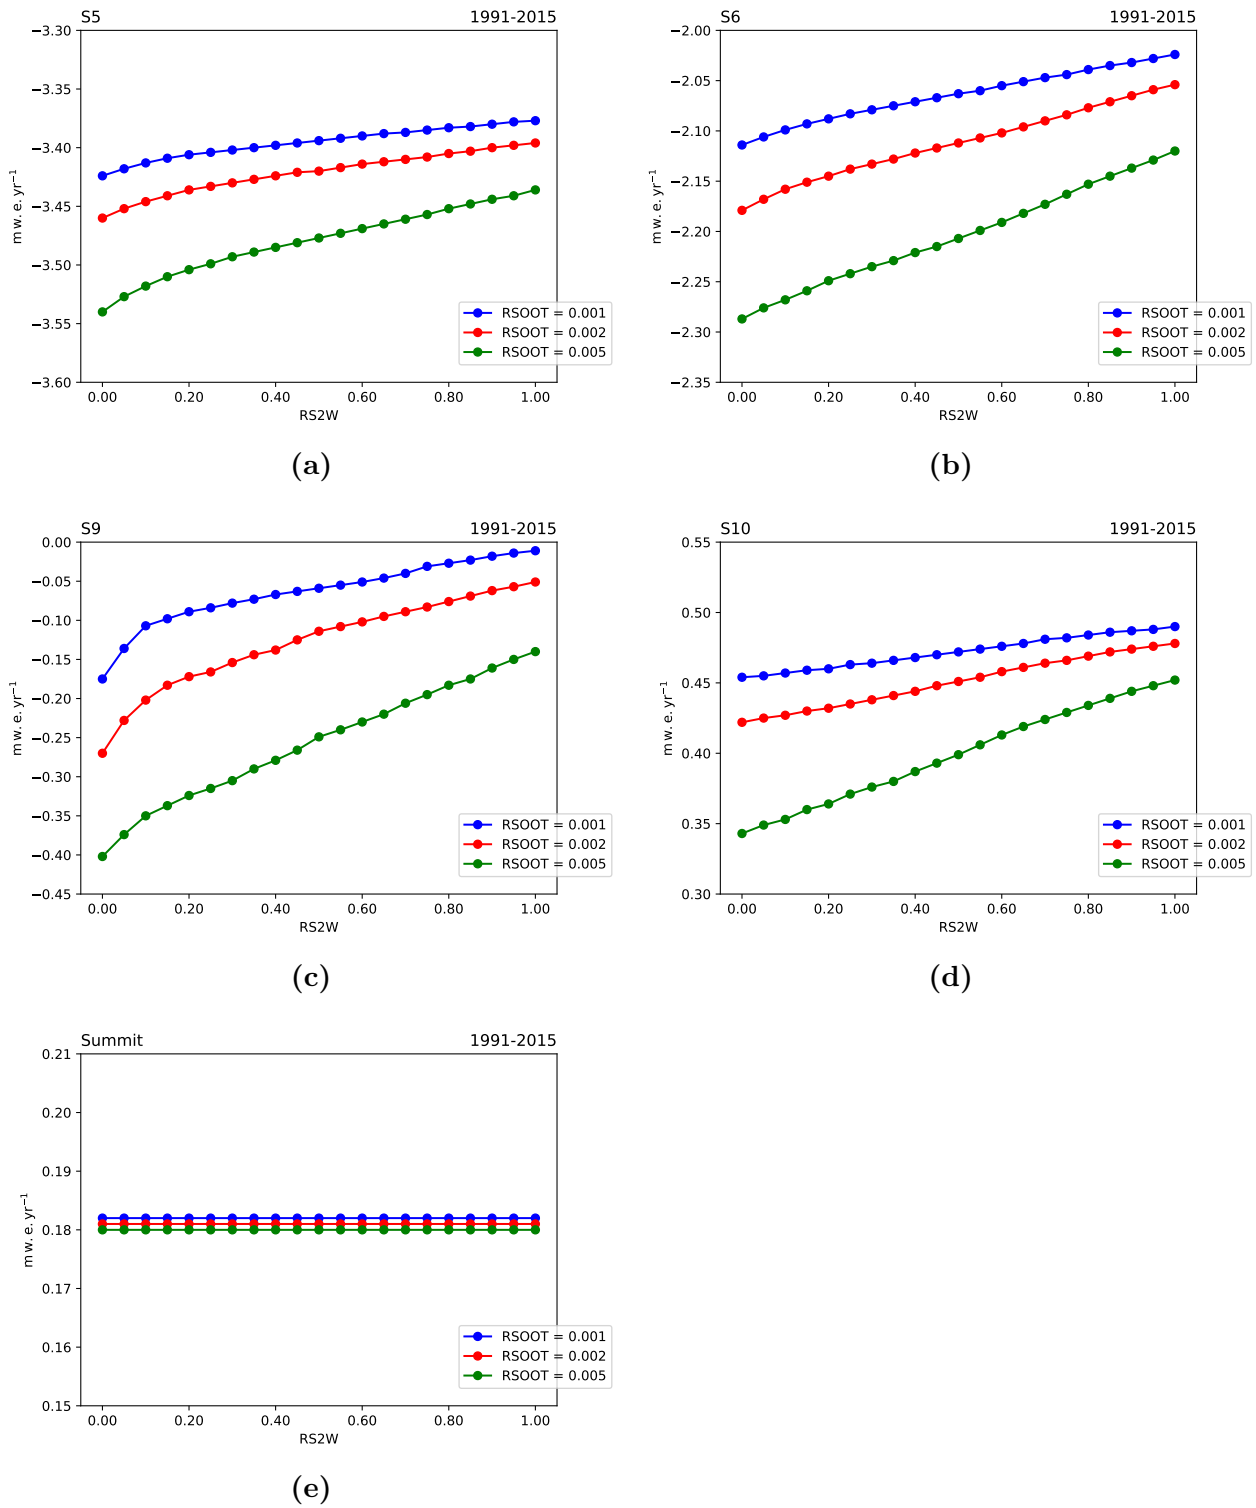 S5 1991-2015
−3.30
−3.35
−3.40
−3.45
−3.50
−3.55
−3.60
m w. e. yr⁻¹
RSOOT = 0.001
RSOOT = 0.002
RSOOT = 0.005
0.00 0.20 0.40 0.60 0.80 1.00
RS2W
(a)
S6 1991-2015
−2.00
−2.05
−2.10
−2.15
−2.20
−2.25
−2.30
−2.35
m w. e. yr⁻¹
RSOOT = 0.001
RSOOT = 0.002
RSOOT = 0.005
0.00 0.20 0.40 0.60 0.80 1.00
RS2W
(b)
S9 1991-2015
0.00
−0.05
−0.10
−0.15
−0.20
−0.25
−0.30
−0.35
−0.40
−0.45
m w. e. yr⁻¹
RSOOT = 0.001
RSOOT = 0.002
RSOOT = 0.005
0.00 0.20 0.40 0.60 0.80 1.00
RS2W
(c)
S10 1991-2015
0.55
0.50
0.45
0.40
0.35
0.30
m w. e. yr⁻¹
RSOOT = 0.001
RSOOT = 0.002
RSOOT = 0.005
0.00 0.20 0.40 0.60 0.80 1.00
RS2W
(d)
Summit 1991-2015
0.21
0.20
0.19
0.18
0.17
0.16
0.15
m w. e. yr⁻¹
RSOOT = 0.001
RSOOT = 0.002
RSOOT = 0.005
0.00 0.20 0.40 0.60 0.80 1.00
RS2W
(e)